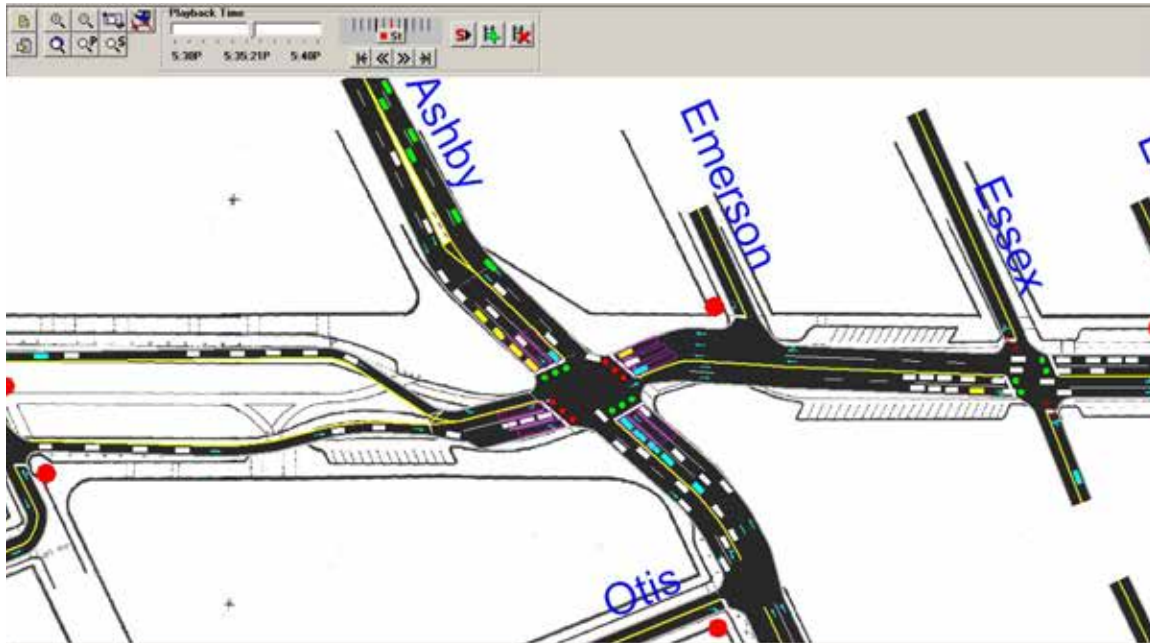 Playback Time
St
S
P
S
5:30P
5:35:21P
5:40P
Ashby
Emerson
Essex
Otis